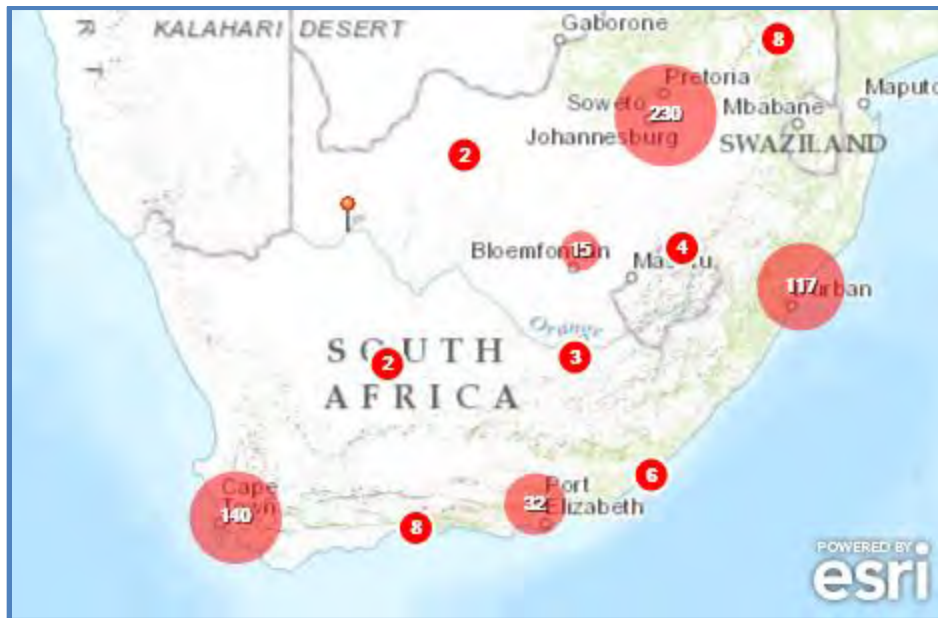 KALAHARI DESERT
Gaborone
8
R
T
Pretoria
Soweto
230
Johannesburg
Mbabane
Maputo
SWAZILAND
2
Bloemfontein
15
4
117
Durban
Orange
SOUTH
2
3
AFRICA
6
Cape
Town
140
Port
Elizabeth
32
8
POWERED BY
esri